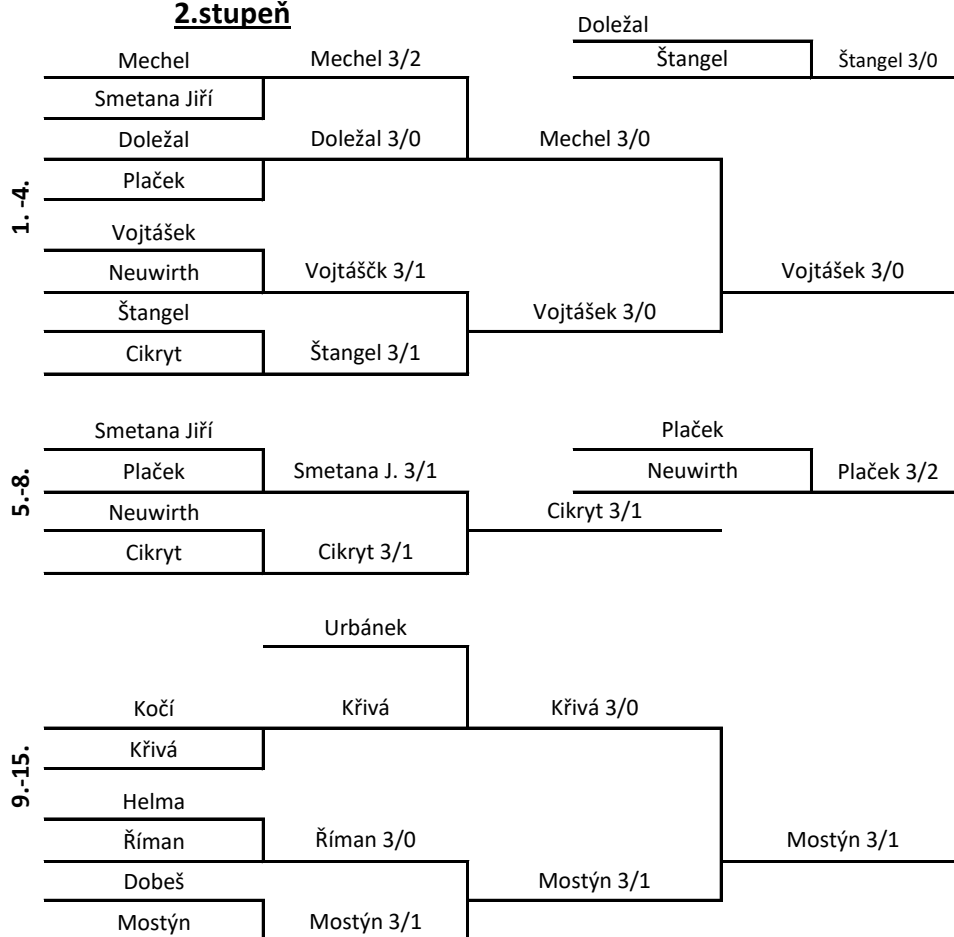 2.stupeň
Doležal
Mechel Mechel 3/2 Štangel Štangel 3/0
Smetana Jiří
Doležal Doležal 3/0 Mechel 3/0
Plaček
1. -4.
Vojtášek
Neuwirth Vojtáščk 3/1 Vojtášek 3/0
Štangel Vojtášek 3/0
Cikryt Štangel 3/1
Smetana Jiří Plaček
5.-8.
Plaček Smetana J. 3/1 Neuwirth Plaček 3/2
Neuwirth Cikryt 3/1
Cikryt Cikryt 3/1
Urbánek
Kočí Křivá Křivá 3/0
Křivá
9.-15.
Helma
Říman Říman 3/0 Mostýn 3/1
Dobeš Mostýn 3/1
Mostýn Mostýn 3/1